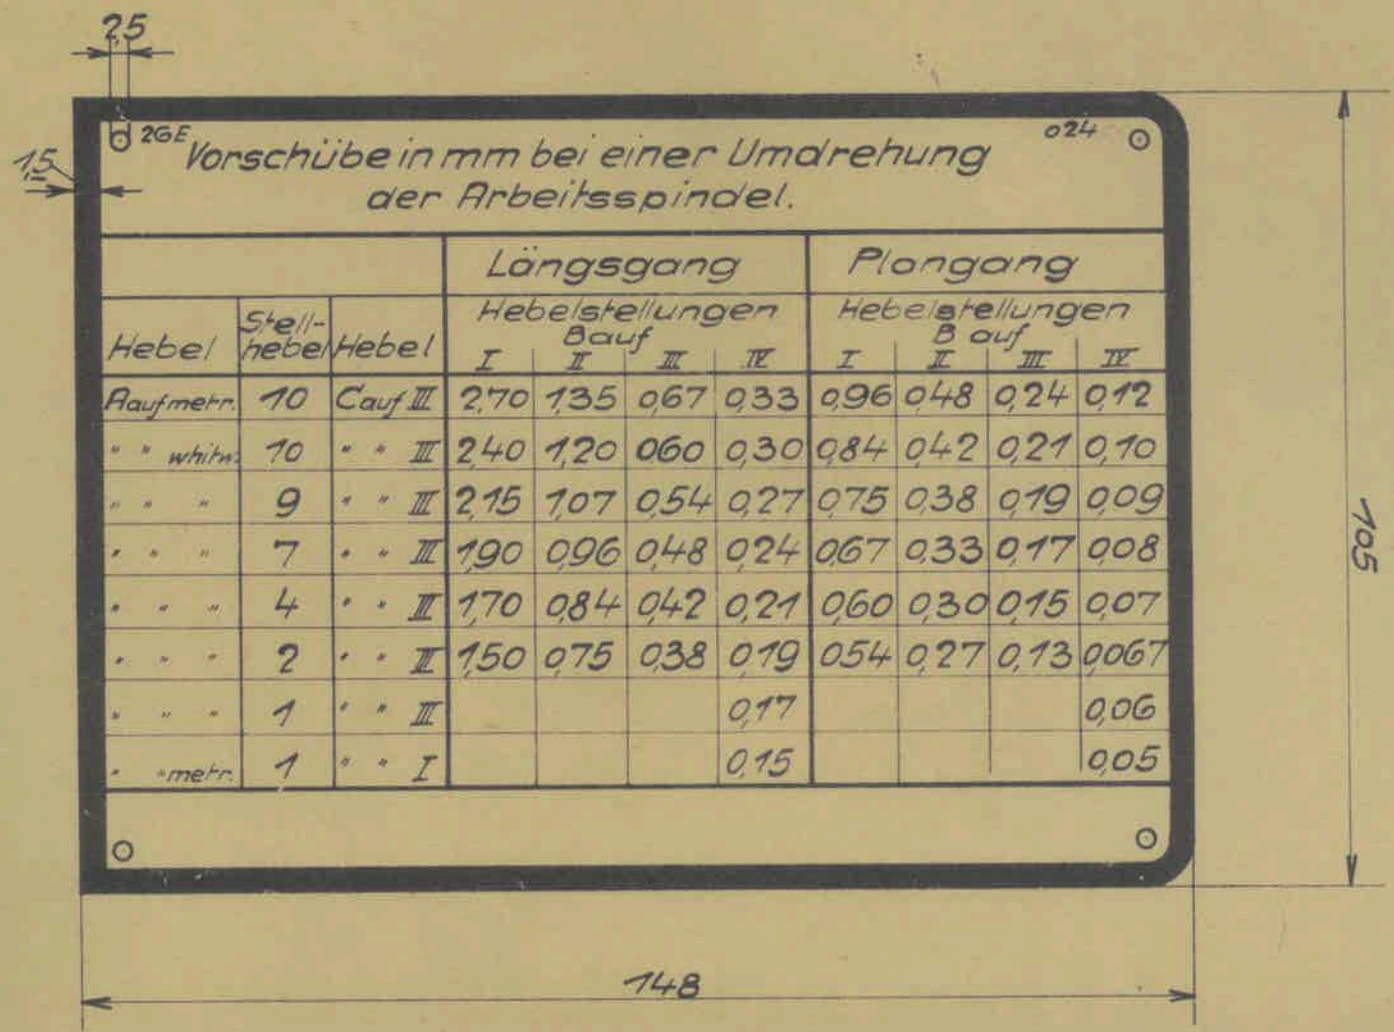 2,5
1,5
2GE
024
Vorschübe in mm bei einer Umdrehung
der Arbeitsspindel.
Längsgang Plangang
Hebel Stell-hebel Hebel Hebelstellungen B auf Hebelstellungen B auf
I II III IV I II III IV
A auf metr. 10 C auf III 2,70 1,35 0,67 0,33 0,96 0,48 0,24 0,12
" " whitw. 10 " " III 2,40 1,20 0,60 0,30 0,84 0,42 0,21 0,10
" " " 9 " " III 2,15 1,07 0,54 0,27 0,75 0,38 0,19 0,09
" " " 7 " " III 1,90 0,96 0,48 0,24 0,67 0,33 0,17 0,08
" " " 4 " " III 1,70 0,84 0,42 0,21 0,60 0,30 0,15 0,07
" " " 2 " " III 1,50 0,75 0,38 0,19 0,54 0,27 0,13 0,067
" " " 1 " " III 0,17 0,06
" " metr. 1 " " I 0,15 0,05
105
148